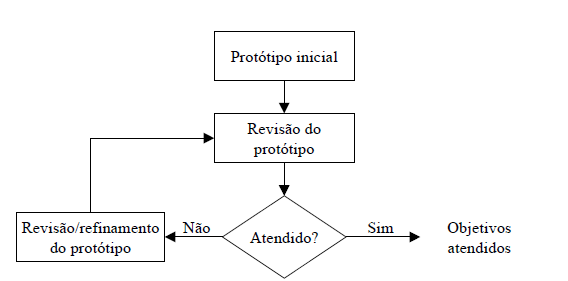 Protótipo inicial
Revisão do
protótipo
Revisão/refinamento
do protótipo
Não
Atendido?
Sim
Objetivos
atendidos